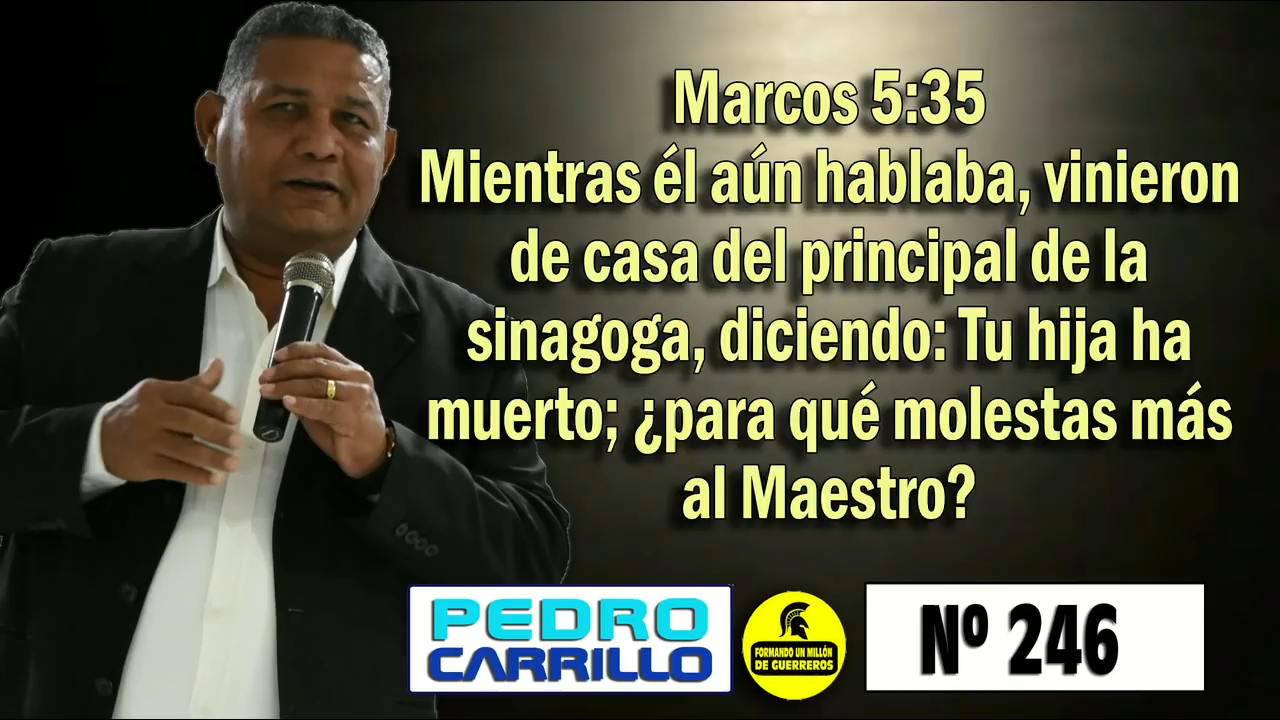 Marcos 5:35
Mientras él aún hablaba, vinieron
de casa del principal de la
sinagoga, diciendo: Tu hija ha
muerto; ¿para qué molestas más
al Maestro?
PEDRO
CARRILLO
FORMANDO UN MILLÓN
DE GUERREROS
Nº 246